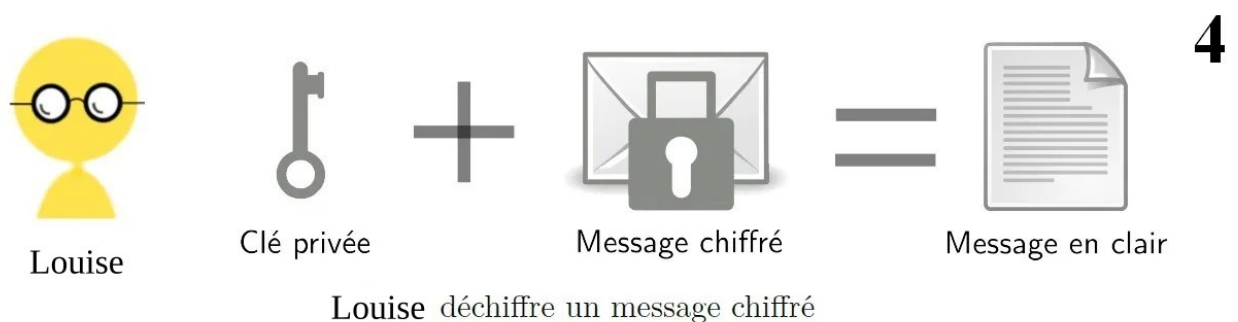 4
Clé privée
Message chiffré
Message en clair
Louise
Louise déchiffre un message chiffré